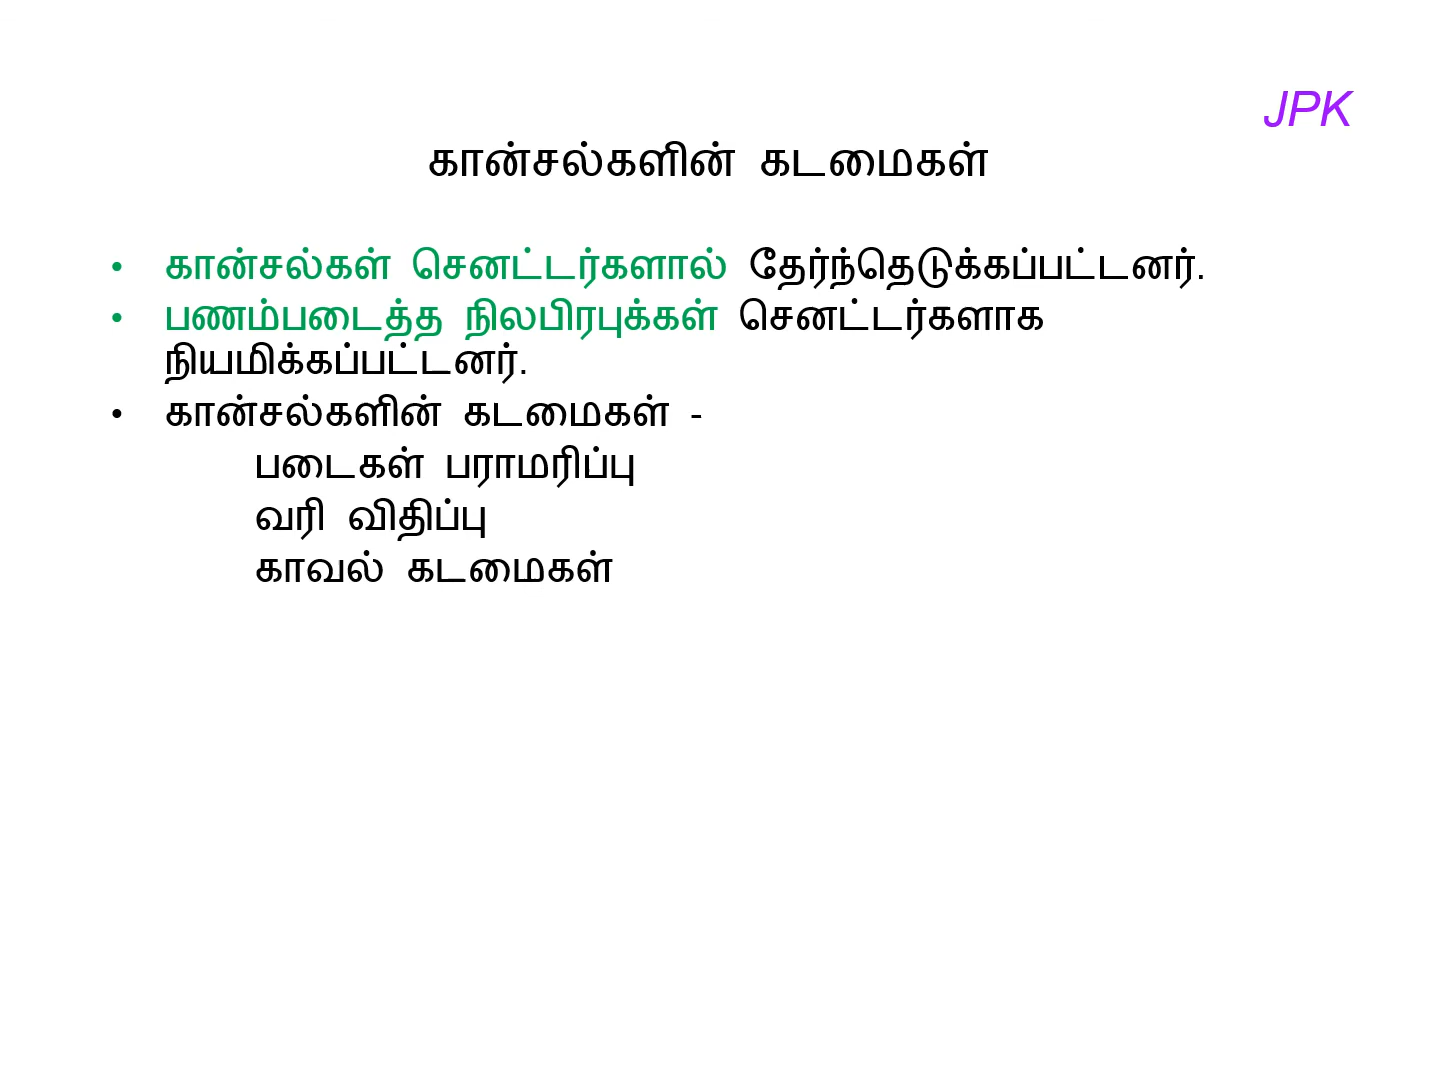 JPK
கான்சல்களின் கடமைகள்
• கான்சல்கள் செனட்டர்களால் தேர்ந்தெடுக்கப்பட்டனர்.
• பணம்படைத்த நிலபிரபுக்கள் செனட்டர்களாக
நியமிக்கப்பட்டனர்.
• கான்சல்களின் கடமைகள் -
படைகள் பராமரிப்பு
வரி விதிப்பு
காவல் கடமைகள்